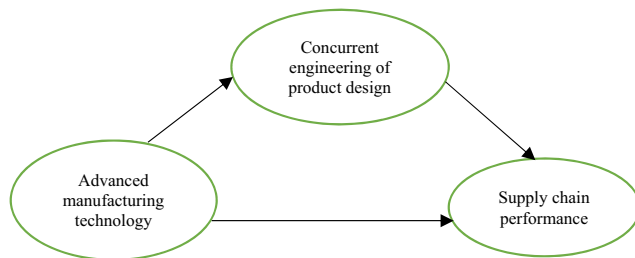 Concurrent
engineering of
product design
Advanced
manufacturing
technology
Supply chain
performance